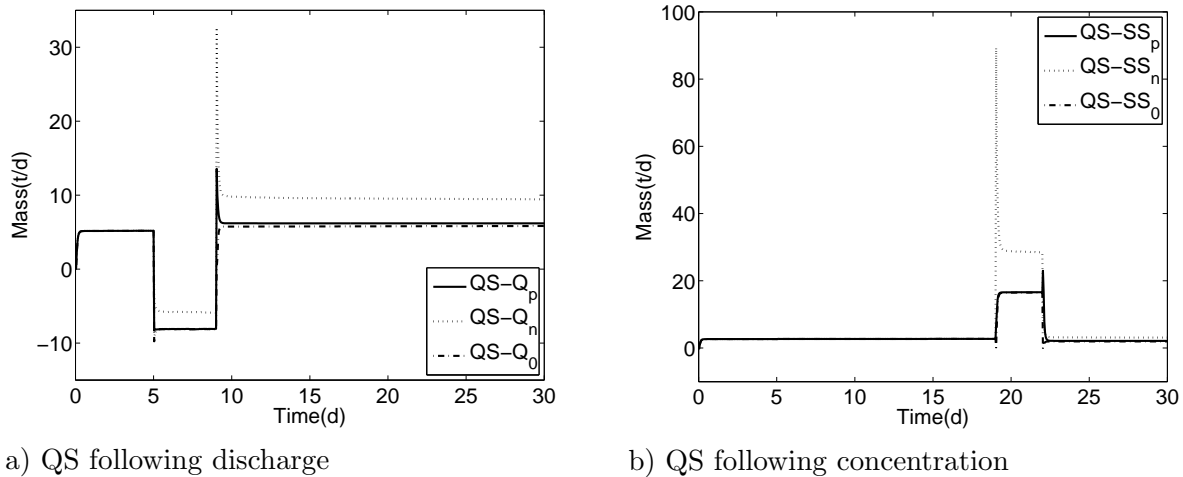 30
20
10
0
−10
Mass(t/d)
0 5 10 15 20 25 30
Time(d)
QS−Qp
QS−Qn
QS−Q0
a) QS following discharge
100
80
60
40
20
0
Mass(t/d)
0 5 10 15 20 25 30
Time(d)
QS−SSp
QS−SSn
QS−SS0
b) QS following concentration